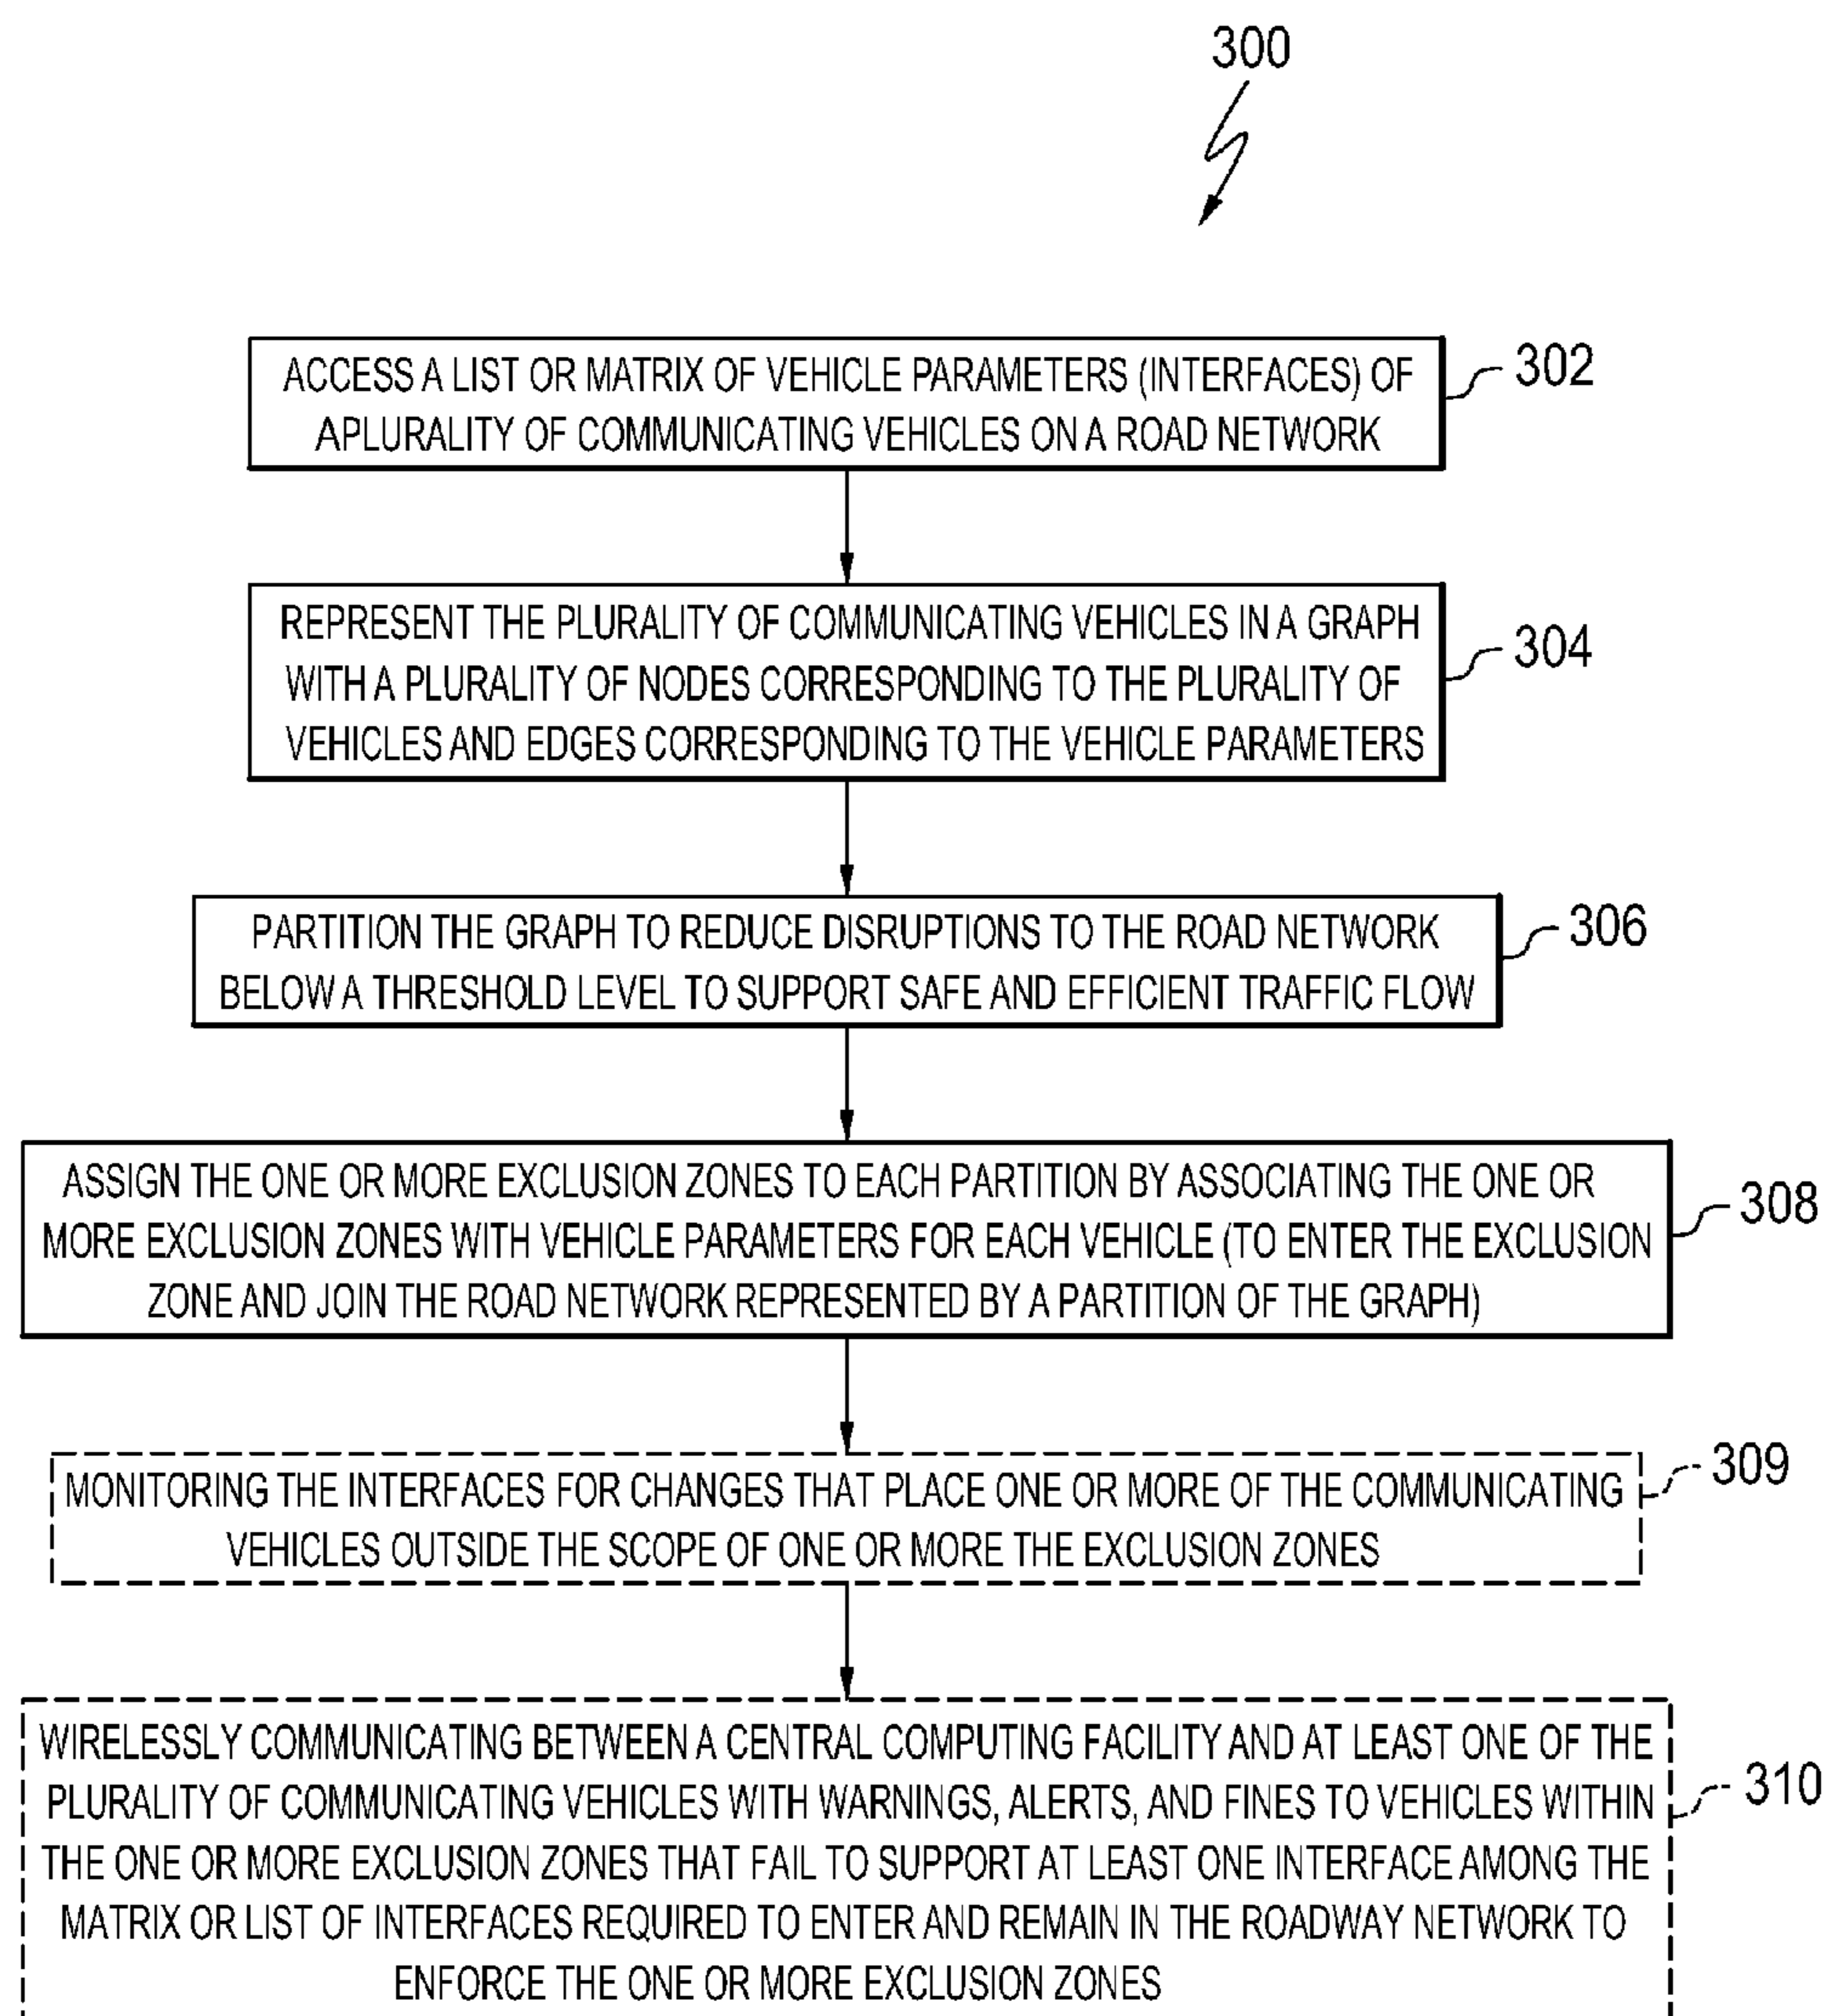 300
ACCESS A LIST OR MATRIX OF VEHICLE PARAMETERS (INTERFACES) OF
APLURALITY OF COMMUNICATING VEHICLES ON A ROAD NETWORK
302
REPRESENT THE PLURALITY OF COMMUNICATING VEHICLES IN A GRAPH
WITH A PLURALITY OF NODES CORRESPONDING TO THE PLURALITY OF
VEHICLES AND EDGES CORRESPONDING TO THE VEHICLE PARAMETERS
304
PARTITION THE GRAPH TO REDUCE DISRUPTIONS TO THE ROAD NETWORK
BELOW A THRESHOLD LEVEL TO SUPPORT SAFE AND EFFICIENT TRAFFIC FLOW
306
ASSIGN THE ONE OR MORE EXCLUSION ZONES TO EACH PARTITION BY ASSOCIATING THE ONE OR
MORE EXCLUSION ZONES WITH VEHICLE PARAMETERS FOR EACH VEHICLE (TO ENTER THE EXCLUSION
ZONE AND JOIN THE ROAD NETWORK REPRESENTED BY A PARTITION OF THE GRAPH)
308
MONITORING THE INTERFACES FOR CHANGES THAT PLACE ONE OR MORE OF THE COMMUNICATING
VEHICLES OUTSIDE THE SCOPE OF ONE OR MORE THE EXCLUSION ZONES
309
WIRELESSLY COMMUNICATING BETWEEN A CENTRAL COMPUTING FACILITY AND AT LEAST ONE OF THE
PLURALITY OF COMMUNICATING VEHICLES WITH WARNINGS, ALERTS, AND FINES TO VEHICLES WITHIN
THE ONE OR MORE EXCLUSION ZONES THAT FAIL TO SUPPORT AT LEAST ONE INTERFACE AMONG THE
MATRIX OR LIST OF INTERFACES REQUIRED TO ENTER AND REMAIN IN THE ROADWAY NETWORK TO
ENFORCE THE ONE OR MORE EXCLUSION ZONES
310